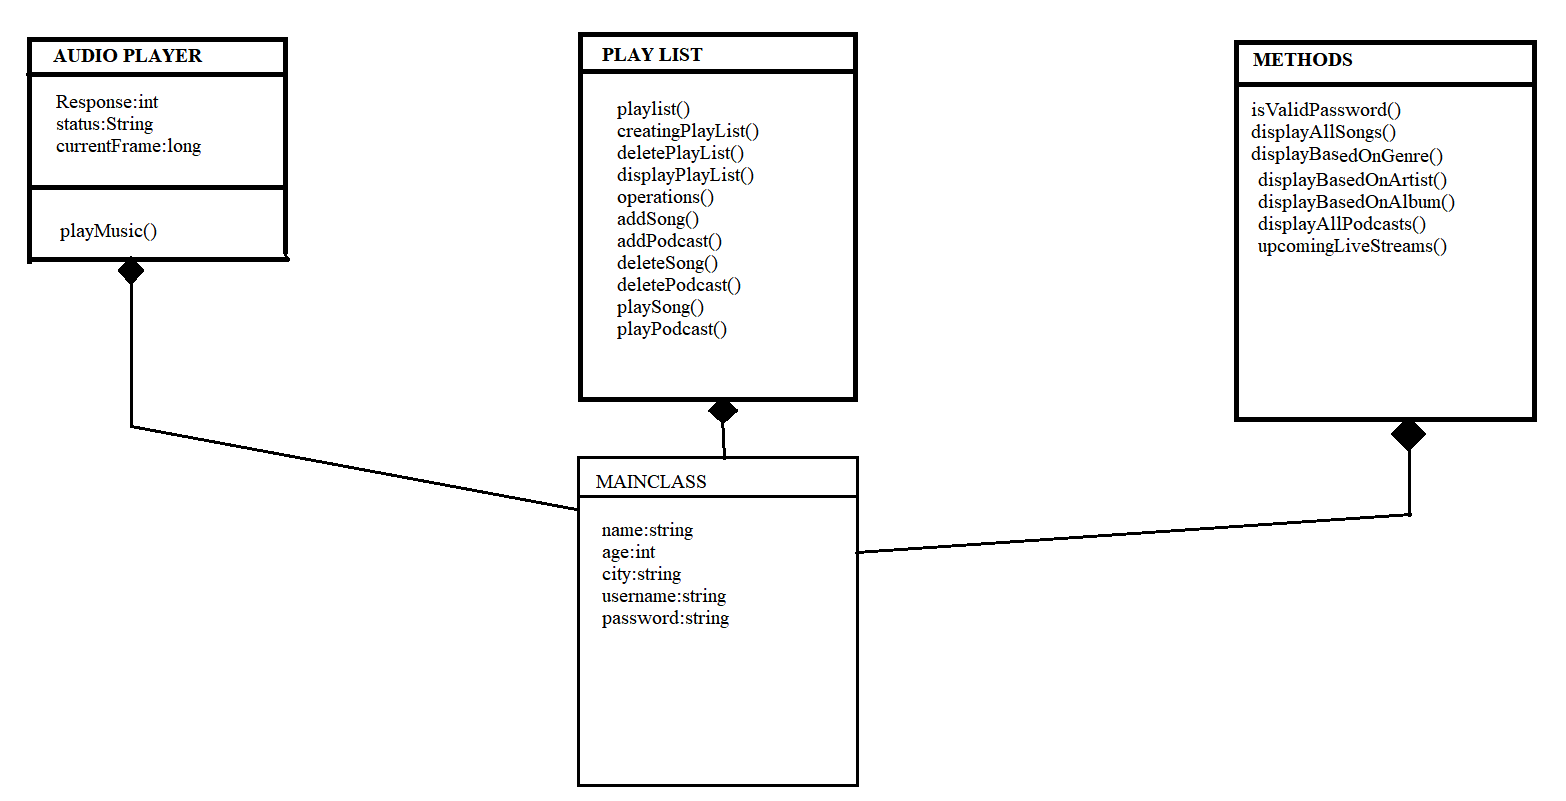 AUDIO PLAYER
Response:int
status:String
currentFrame:long
playMusic()
PLAY LIST
playlist()
creatingPlayList()
deletePlayList()
displayPlayList()
operations()
addSong()
addPodcast()
deleteSong()
deletePodcast()
playSong()
playPodcast()
METHODS
isValidPassword()
displayAllSongs()
displayBasedOnGenre()
displayBasedOnArtist()
displayBasedOnAlbum()
displayAllPodcasts()
upcomingLiveStreams()
MAINCLASS
name:string
age:int
city:string
username:string
password:string